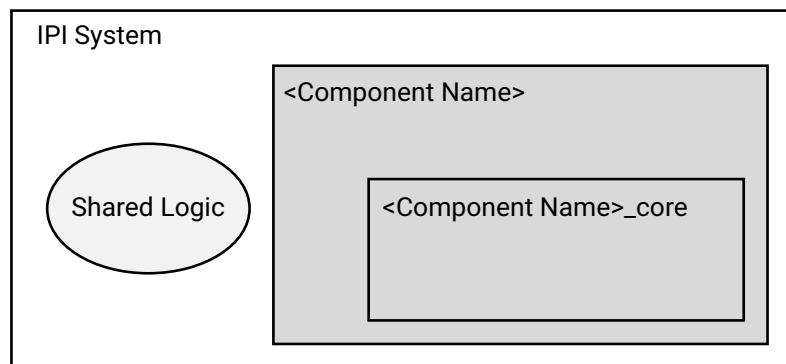 IPI System
<Component Name>
Shared Logic
<Component Name>_core